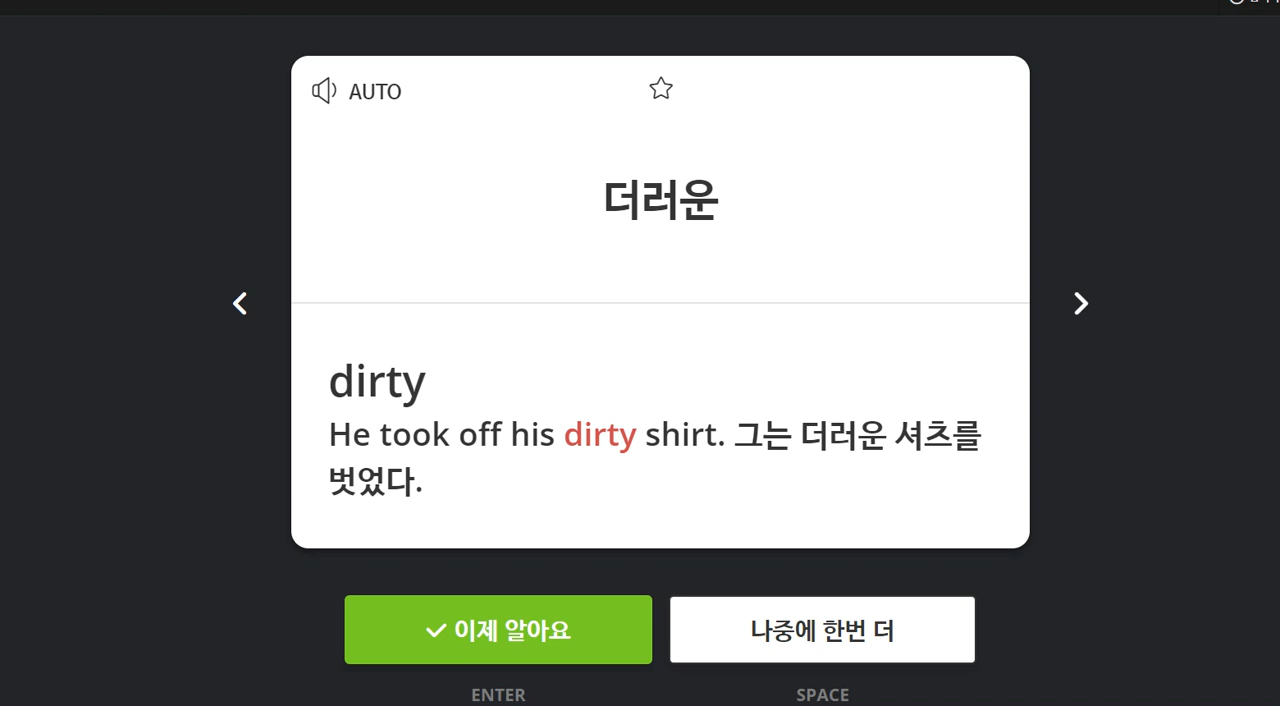 AUTO
더러운
dirty
He took off his dirty shirt. 그는 더러운 셔츠를
벗었다.
이제 알아요
나중에 한번 더
ENTER
SPACE